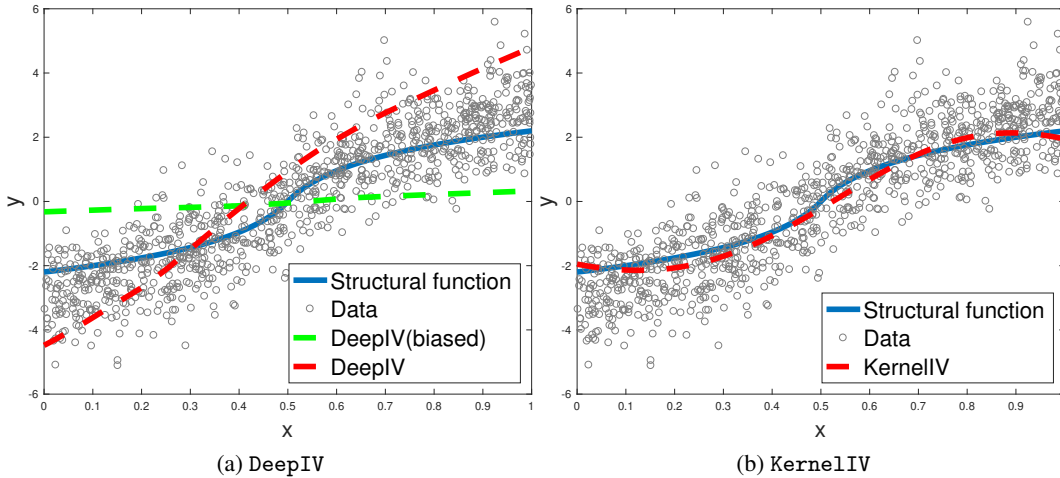 6
4
2
0
-2
-4
-6
y
0 0.1 0.2 0.3 0.4 0.5 0.6 0.7 0.8 0.9 1
x
Structural function
Data
DeepIV(biased)
DeepIV
(a) DeepIV
6
4
2
0
-2
-4
-6
y
0 0.1 0.2 0.3 0.4 0.5 0.6 0.7 0.8 0.9
x
Structural function
Data
KernelIV
(b) KernelIV